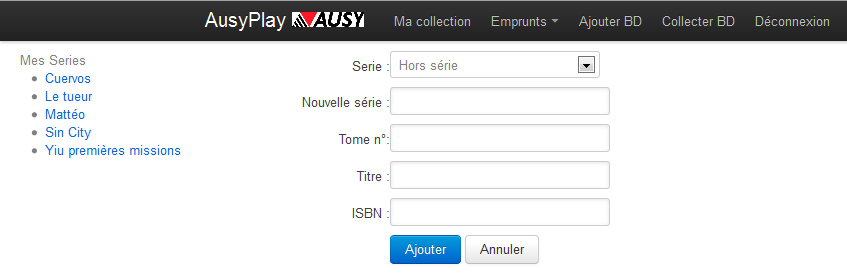 AusyPlay AUSY Ma collection Emprunts Ajouter BD Collecter BD Déconnexion
Mes Series
Cuervos
Le tueur
Mattéo
Sin City
Yiu premières missions
Serie : Hors série
Nouvelle série :
Tome n°:
Titre :
ISBN :
Ajouter Annuler